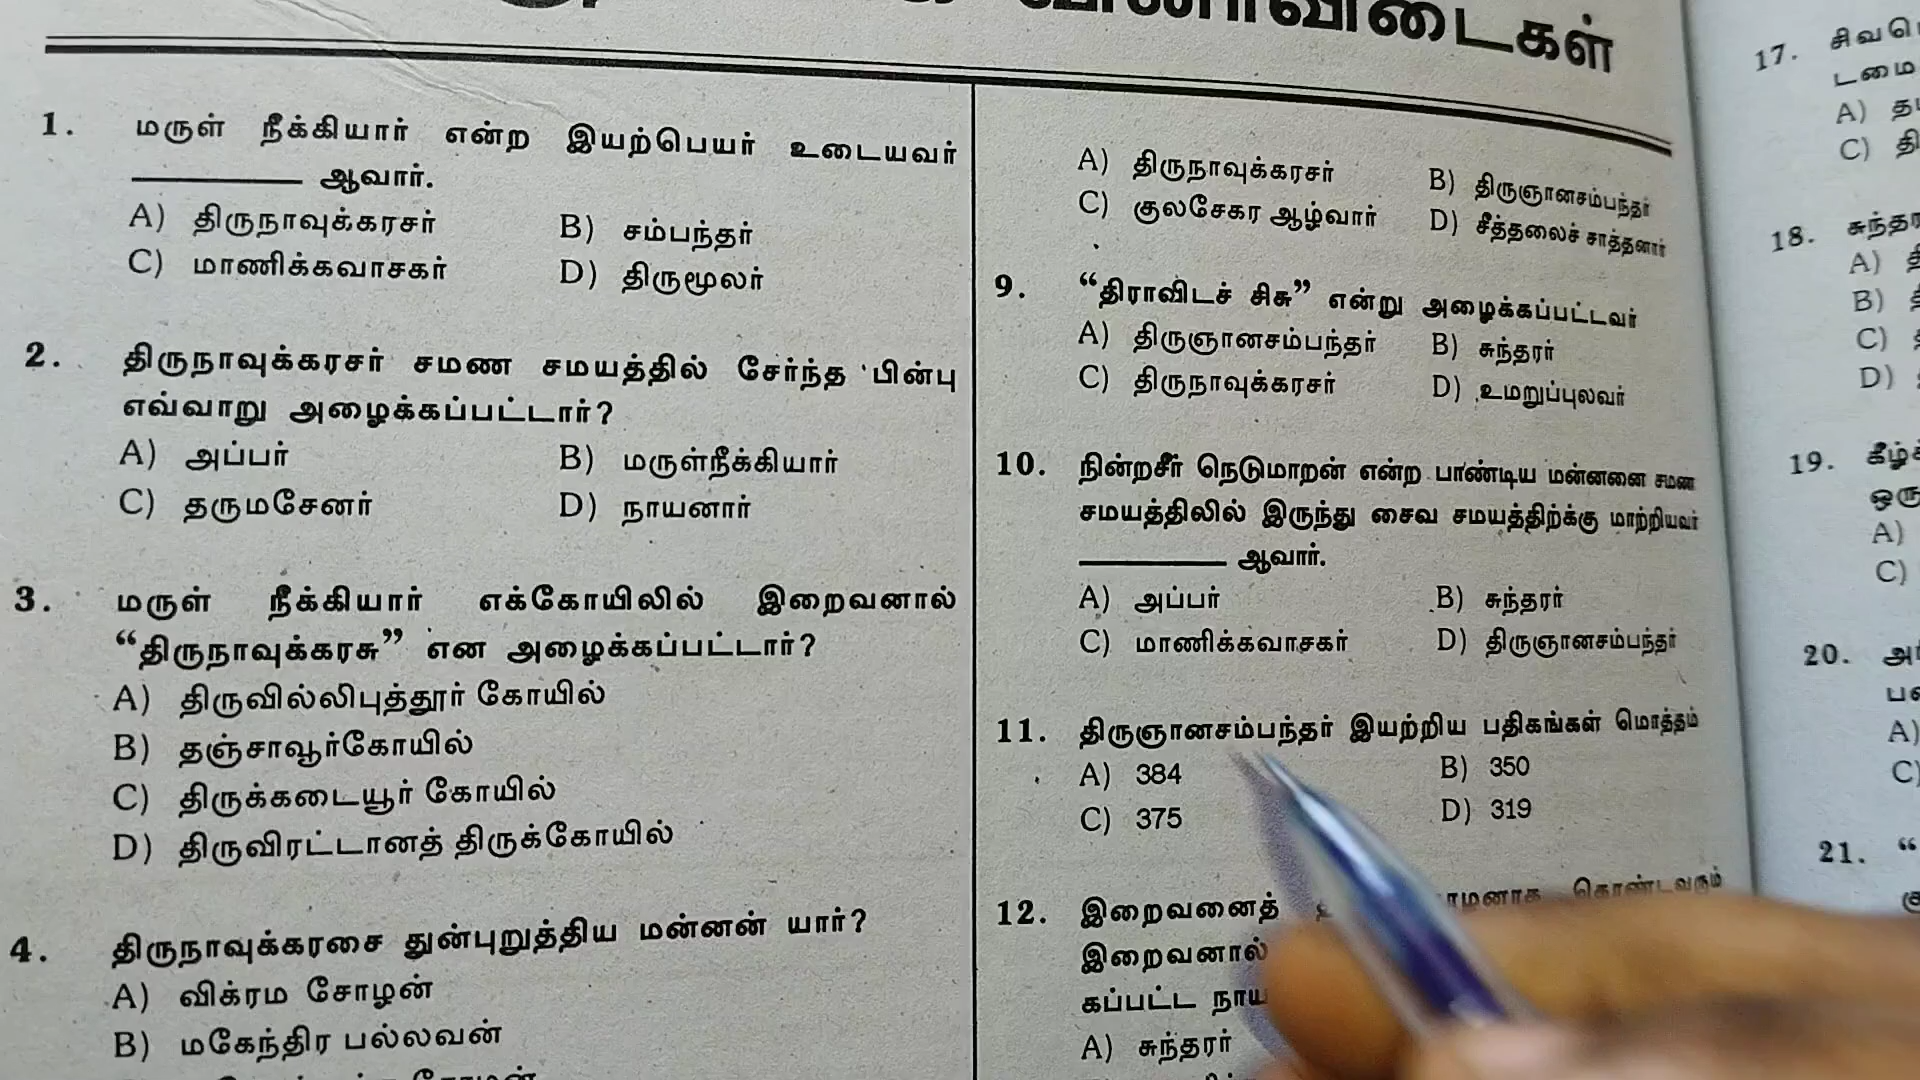 வினாவிடைகள்
1. மருள் நீக்கியார் என்ற இயற்பெயர் உடையவர்
________ ஆவார்.
A) திருநாவுக்கரசர் B) சம்பந்தர்
C) மாணிக்கவாசகர் D) திருமூலர்
2. திருநாவுக்கரசர் சமண சமயத்தில் சேர்ந்த பின்பு
எவ்வாறு அழைக்கப்பட்டார்?
A) அப்பர் B) மருள்நீக்கியார்
C) தருமசேனர் D) நாயனார்
3. மருள் நீக்கியார் எக்கோயிலில் இறைவனால்
“திருநாவுக்கரசு” என அழைக்கப்பட்டார்?
A) திருவில்லிபுத்தூர் கோயில்
B) தஞ்சாவூர்கோயில்
C) திருக்கடையூர் கோயில்
D) திருவிரட்டானத் திருக்கோயில்
4. திருநாவுக்கரசை துன்புறுத்திய மன்னன் யார்?
A) விக்ரம சோழன்
B) மகேந்திர பல்லவன்
A) திருநாவுக்கரசர் B) திருஞானசம்பந்தர்
C) குலசேகர ஆழ்வார் D) சீத்தலைச் சாத்தனார்
9. “திராவிடச் சிசு” என்று அழைக்கப்பட்டவர்
A) திருஞானசம்பந்தர் B) சுந்தரர்
C) திருநாவுக்கரசர் D) உமறுப்புலவர்
10. நின்றசீர் நெடுமாறன் என்ற பாண்டிய மன்னனை சமண
சமயத்திலில் இருந்து சைவ சமயத்திற்க்கு மாற்றியவர்
________ ஆவார்.
A) அப்பர் B) சுந்தரர்
C) மாணிக்கவாசகர் D) திருஞானசம்பந்தர்
11. திருஞானசம்பந்தர் இயற்றிய பதிகங்கள் மொத்தம்
A) 384 B) 350
C) 375 D) 319
12. இறைவனைத் கொண்டவரும்
இறைவனால்
கப்பட்ட
A) சுந்தரர்
17.
A)
C)
18.
A)
B)
C)
D)
19.
A)
C)
20.
A)
C)
21. “